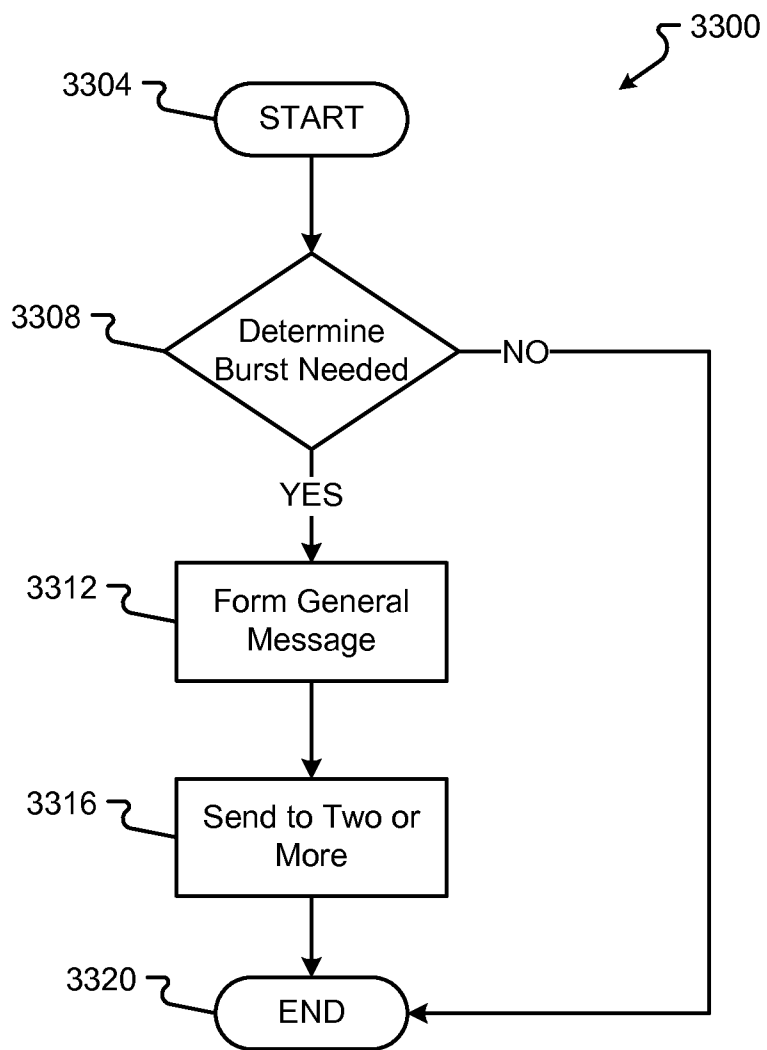 3300
3304
START
3308
Determine
Burst Needed
NO
YES
3312
Form General
Message
3316
Send to Two or
More
3320
END